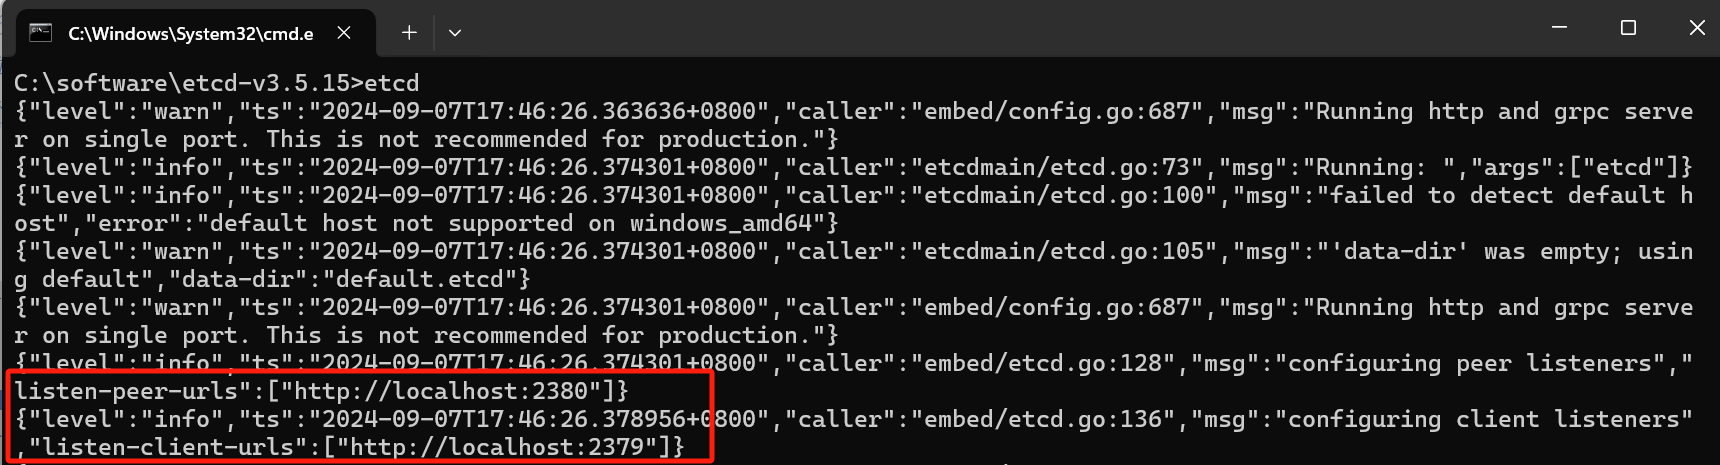 C:\Windows\System32\cmd.e
C:\software\etcd-v3.5.15>etcd
{"level":"warn","ts":"2024-09-07T17:46:26.363636+0800","caller":"embed/config.go:687","msg":"Running http and grpc serve
r on single port. This is not recommended for production."}
{"level":"info","ts":"2024-09-07T17:46:26.374301+0800","caller":"etcdmain/etcd.go:73","msg":"Running: ","args":["etcd"]}
{"level":"info","ts":"2024-09-07T17:46:26.374301+0800","caller":"etcdmain/etcd.go:100","msg":"failed to detect default h
ost","error":"default host not supported on windows_amd64"}
{"level":"warn","ts":"2024-09-07T17:46:26.374301+0800","caller":"etcdmain/etcd.go:105","msg":"'data-dir' was empty; usin
g default","data-dir":"default.etcd"}
{"level":"warn","ts":"2024-09-07T17:46:26.374301+0800","caller":"embed/config.go:687","msg":"Running http and grpc serve
r on single port. This is not recommended for production."}
{"level":"info","ts":"2024-09-07T17:46:26.374301+0800","caller":"embed/etcd.go:128","msg":"configuring peer listeners","
listen-peer-urls":["http://localhost:2380"]}
{"level":"info","ts":"2024-09-07T17:46:26.378956+0800","caller":"embed/etcd.go:136","msg":"configuring client listeners"
,"listen-client-urls":["http://localhost:2379"]}